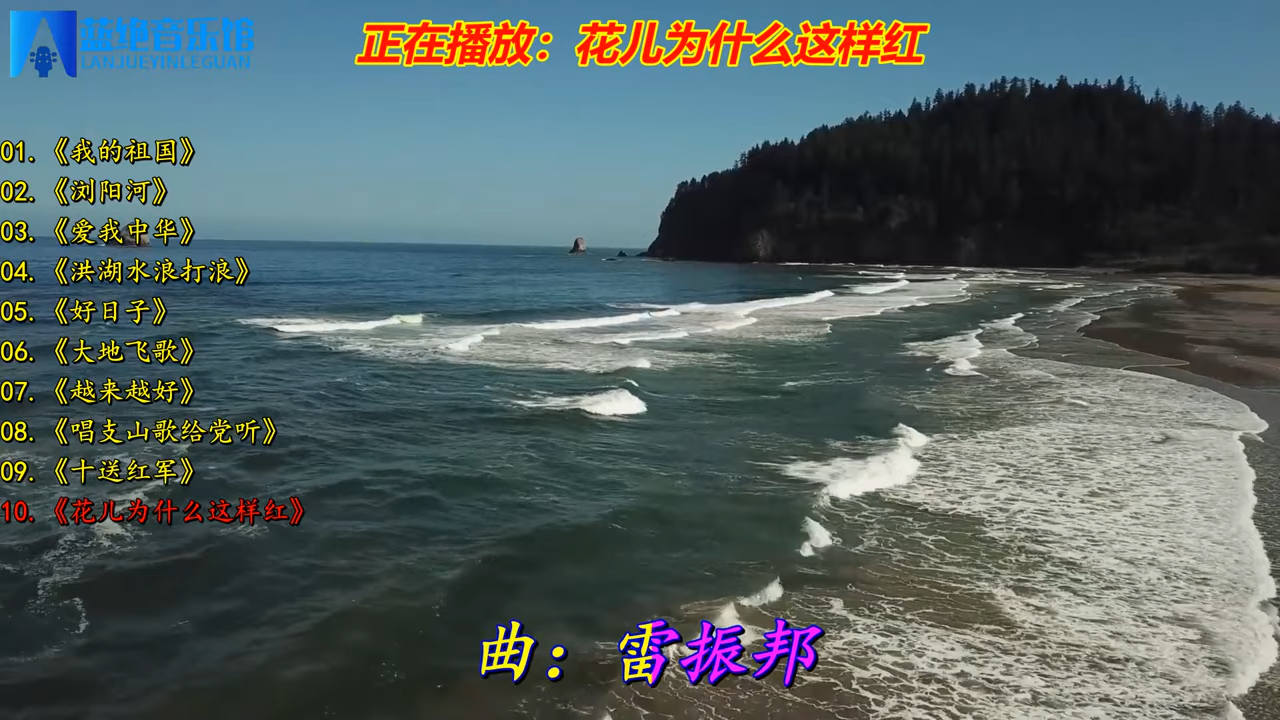 蓝绝音乐馆
LANJUEYINLEGUAN
正在播放：花儿为什么这样红
01.《我的祖国》
02.《浏阳河》
03.《爱我中华》
04.《洪湖水浪打浪》
05.《好日子》
06.《大地飞歌》
07.《越来越好》
08.《唱支山歌给党听》
09.《十送红军》
10.《花儿为什么这样红》
曲：雷振邦